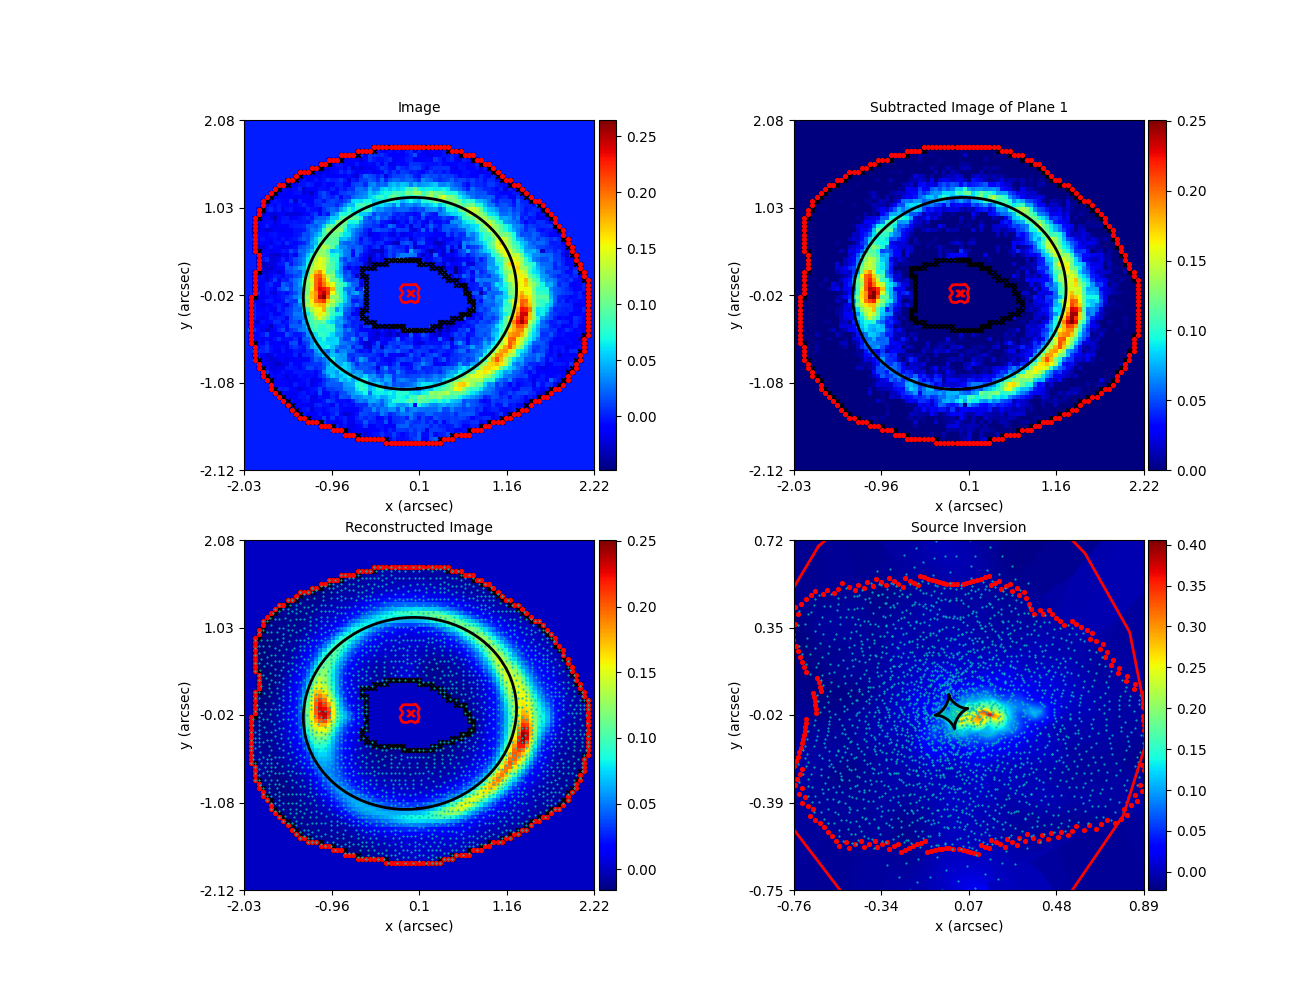 Image
2.08
1.03
-0.02
-1.08
-2.12
y (arcsec)
-2.03 -0.96 0.1 1.16 2.22
x (arcsec)
0.25
0.20
0.15
0.10
0.05
0.00
Subtracted Image of Plane 1
2.08
1.03
-0.02
-1.08
-2.12
y (arcsec)
-2.03 -0.96 0.1 1.16 2.22
x (arcsec)
0.25
0.20
0.15
0.10
0.05
0.00
Reconstructed Image
2.08
1.03
-0.02
-1.08
-2.12
y (arcsec)
-2.03 -0.96 0.1 1.16 2.22
x (arcsec)
0.25
0.20
0.15
0.10
0.05
0.00
Source Inversion
0.72
0.35
-0.02
-0.39
-0.75
y (arcsec)
-0.76 -0.34 0.07 0.48 0.89
x (arcsec)
0.40
0.35
0.30
0.25
0.20
0.15
0.10
0.05
0.00